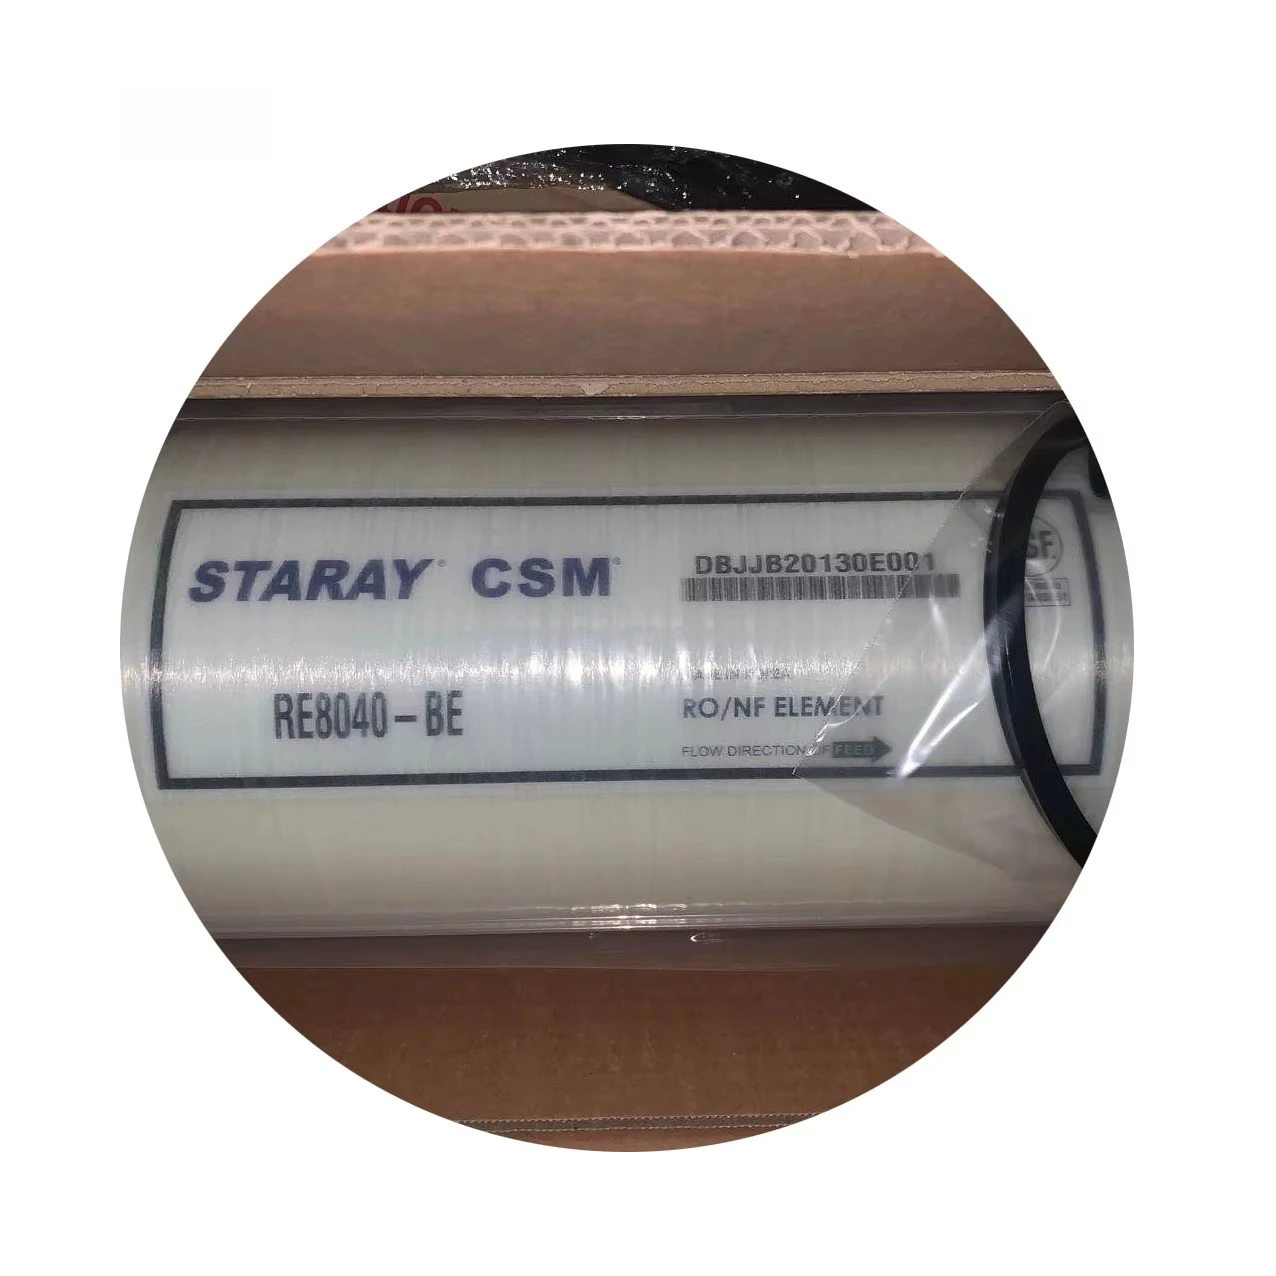 STARAY® CSM®
DBJJB20130E001
RE8040-BE
RO/NF ELEMENT
FLOW DIRECTION OF FEED